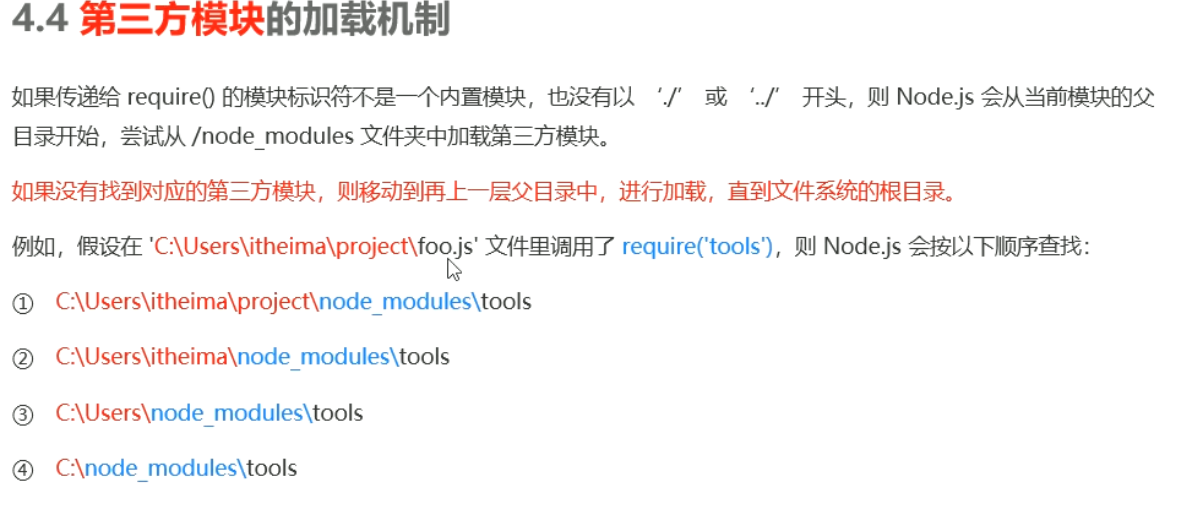 4.4 第三方模块的加载机制
如果传递给 require() 的模块标识符不是一个内置模块，也没有以 ‘./’ 或 ‘../’ 开头，则 Node.js 会从当前模块的父
目录开始，尝试从 /node_modules 文件夹中加载第三方模块。
如果没有找到对应的第三方模块，则移动到再上一层父目录中，进行加载，直到文件系统的根目录。
例如，假设在 'C:\Users\itheima\project\foo.js' 文件里调用了 require('tools')，则 Node.js 会按以下顺序查找：
① C:\Users\itheima\project\node_modules\tools
② C:\Users\itheima\node_modules\tools
③ C:\Users\node_modules\tools
④ C:\node_modules\tools